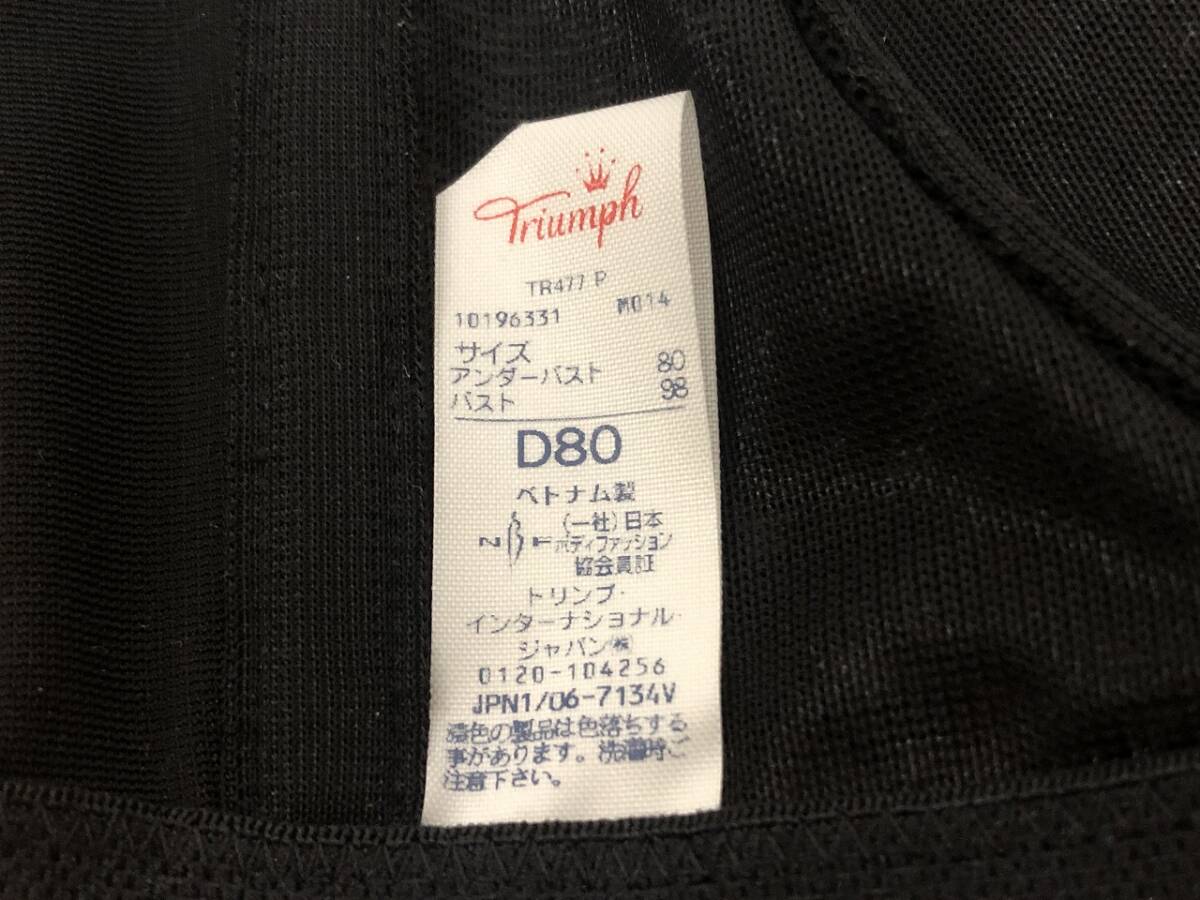 Triumph
TR477 P
10196331 M014
サイズ
アンダーバスト 80
バスト 98
D80
ベトナム製
(一社)日本
N B F ボディファッション
協会員証
トリンプ・
インターナショナル・
ジャパン㈱
0120-104256
JPN1/06-7134V
濃色の製品は色落ちする
事があります。洗濯時ご
注意下さい。